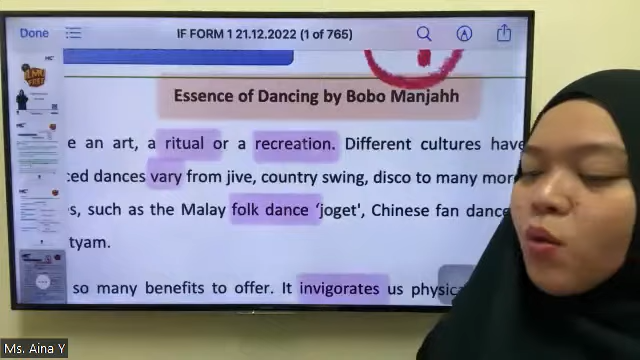 Done
IF FORM 1 21.12.2022 (1 of 765)
Essence of Dancing by Bobo Manjahh
e an art, a ritual or a recreation. Different cultures have
ced dances vary from jive, country swing, disco to many mor
s, such as the Malay folk dance ‘joget', Chinese fan dance
tyam.
so many benefits to offer. It invigorates us physic
Ms. Aina Y